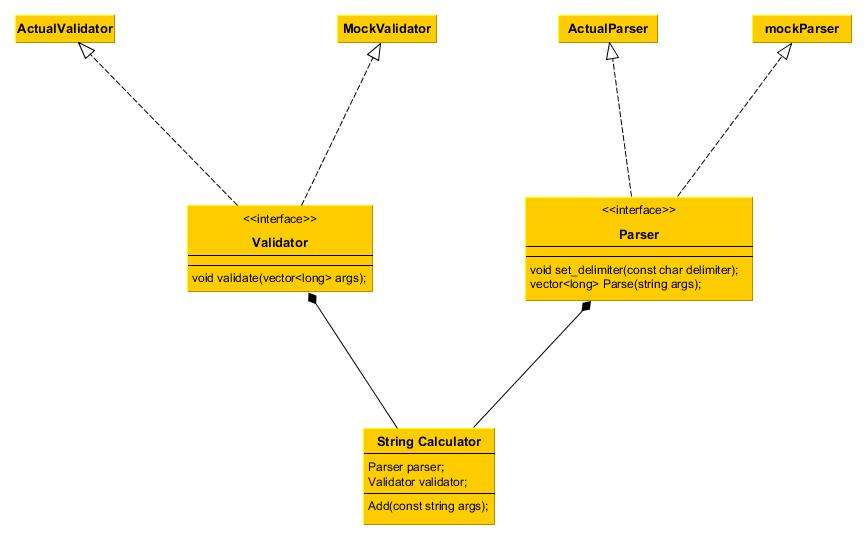 ActualValidator
MockValidator
ActualParser
mockParser
<<interface>>
Validator
void validate(vector<long> args);
<<interface>>
Parser
void set_delimiter(const char delimiter);
vector<long> Parse(string args);
String Calculator
Parser parser;
Validator validator;
Add(const string args);